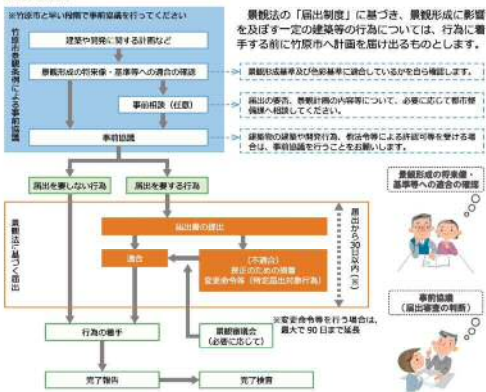 ※竹原市と早い段階で事前協議を行ってください
竹原市景観条例による事前協議
建築や開発に関する計画など
景観形成の将来像・基準等への適合の確認
事前相談（任意）
事前協議
景観法の「届出制度」に基づき、景観形成に影響
を及ぼす一定の建築等の行為については、行為に着
手する前に竹原市へ計画を届け出るものとします。
景観形成基準及び色彩基準に適合しているかを自ら確認します。
届出の要否、景観計画の内容等について、必要に応じて都市整
備課へ相談してください。
建築物の建築や開発行為、他法令等による許認可等を受ける場
合は、事前協議を行うことをお願いします。
届出を要しない行為
届出を要する行為
景観法に基づく届出
届出書の提出
適合
（不適合）
是正のための指導
変更命令等（特定届出対象行為）
届出から30日以内（※）
景観形成の将来像・
基準等への適合の確認
事前協議
（届出審査の判断）
行為の着手
景観審議会
（必要に応じて）
※変更命令等を行う場合は、
最大で 90 日まで延長
完了報告
完了検査